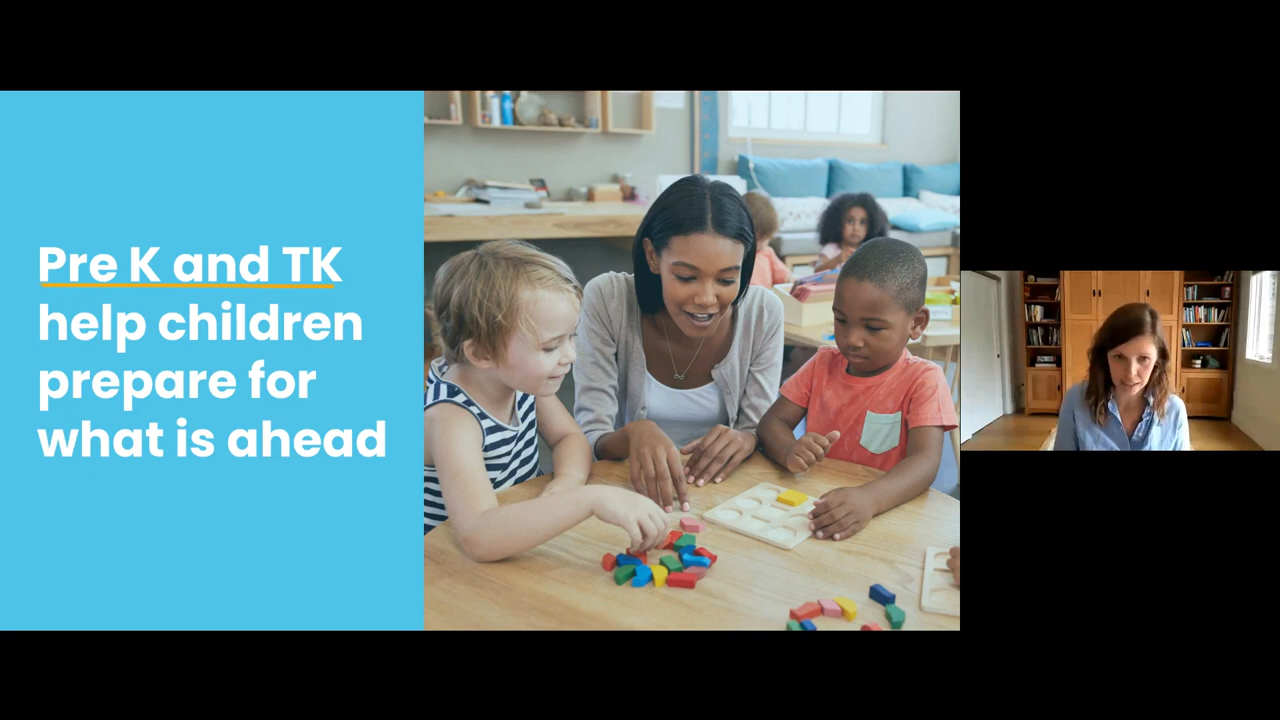 Pre K and TK
help children
prepare for
what is ahead